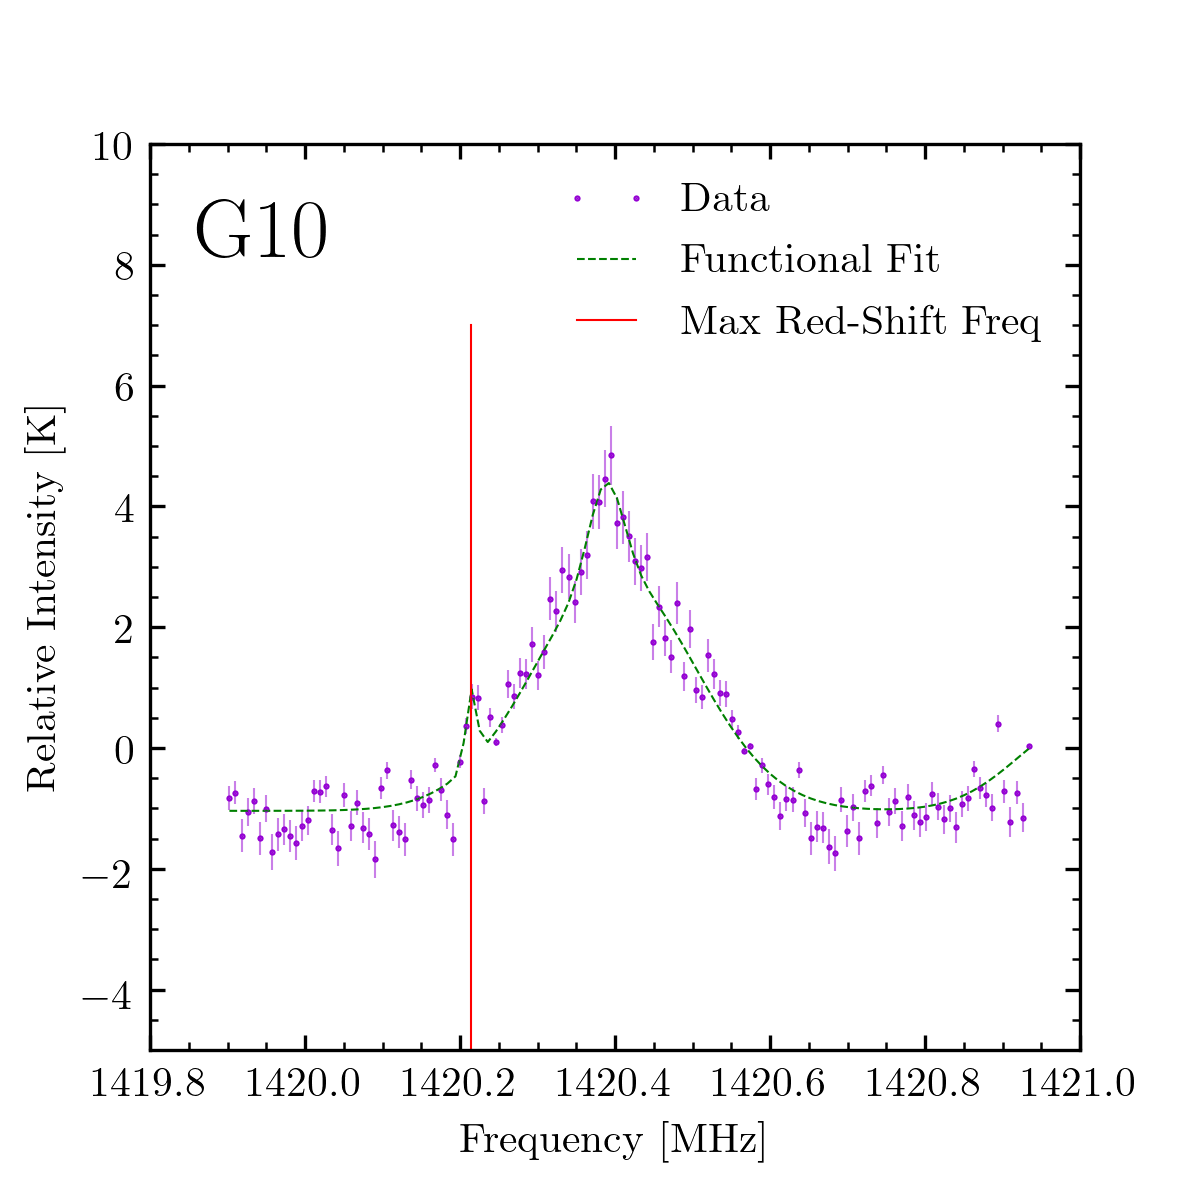 G10
Data
Functional Fit
Max Red-Shift Freq
Relative Intensity [K]
10
8
6
4
2
0
−2
−4
1419.8 1420.0 1420.2 1420.4 1420.6 1420.8 1421.0
Frequency [MHz]